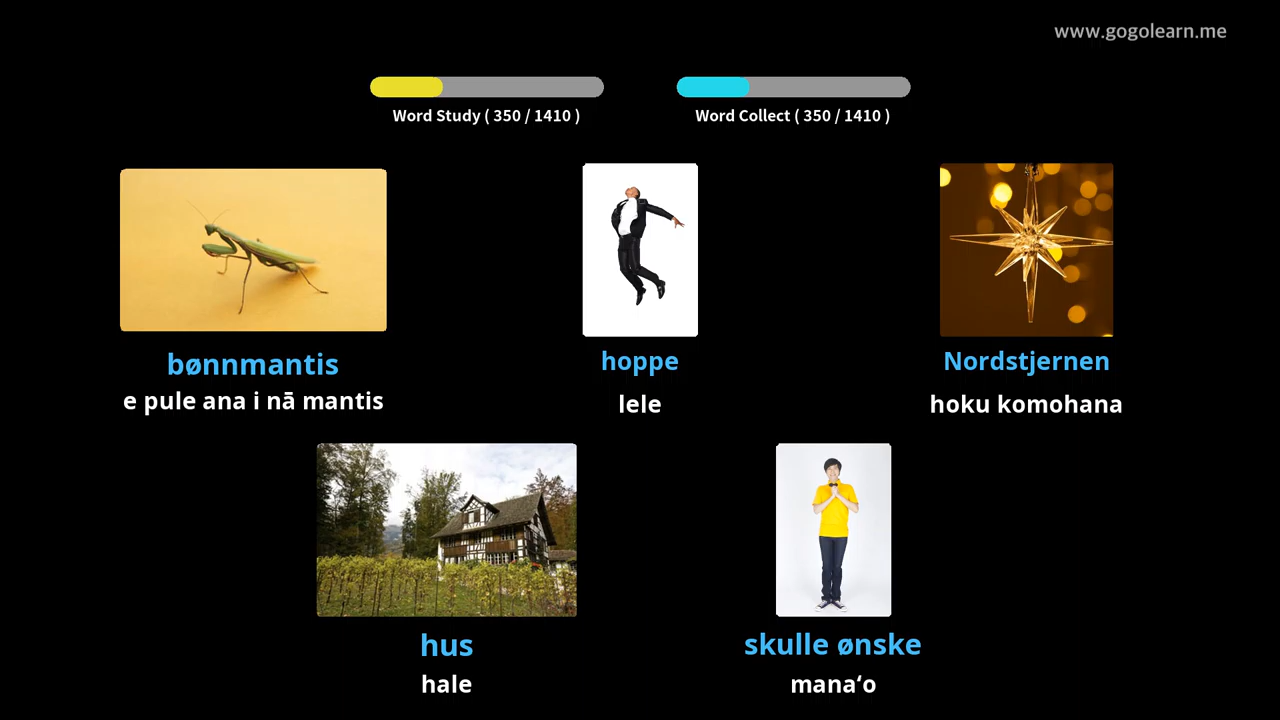 www.gogolearn.me
Word Study ( 350 / 1410 )
Word Collect ( 350 / 1410 )
bønnmantis
e pule ana i nā mantis
hoppe
lele
Nordstjernen
hoku komohana
hus
hale
skulle ønske
manaʻo